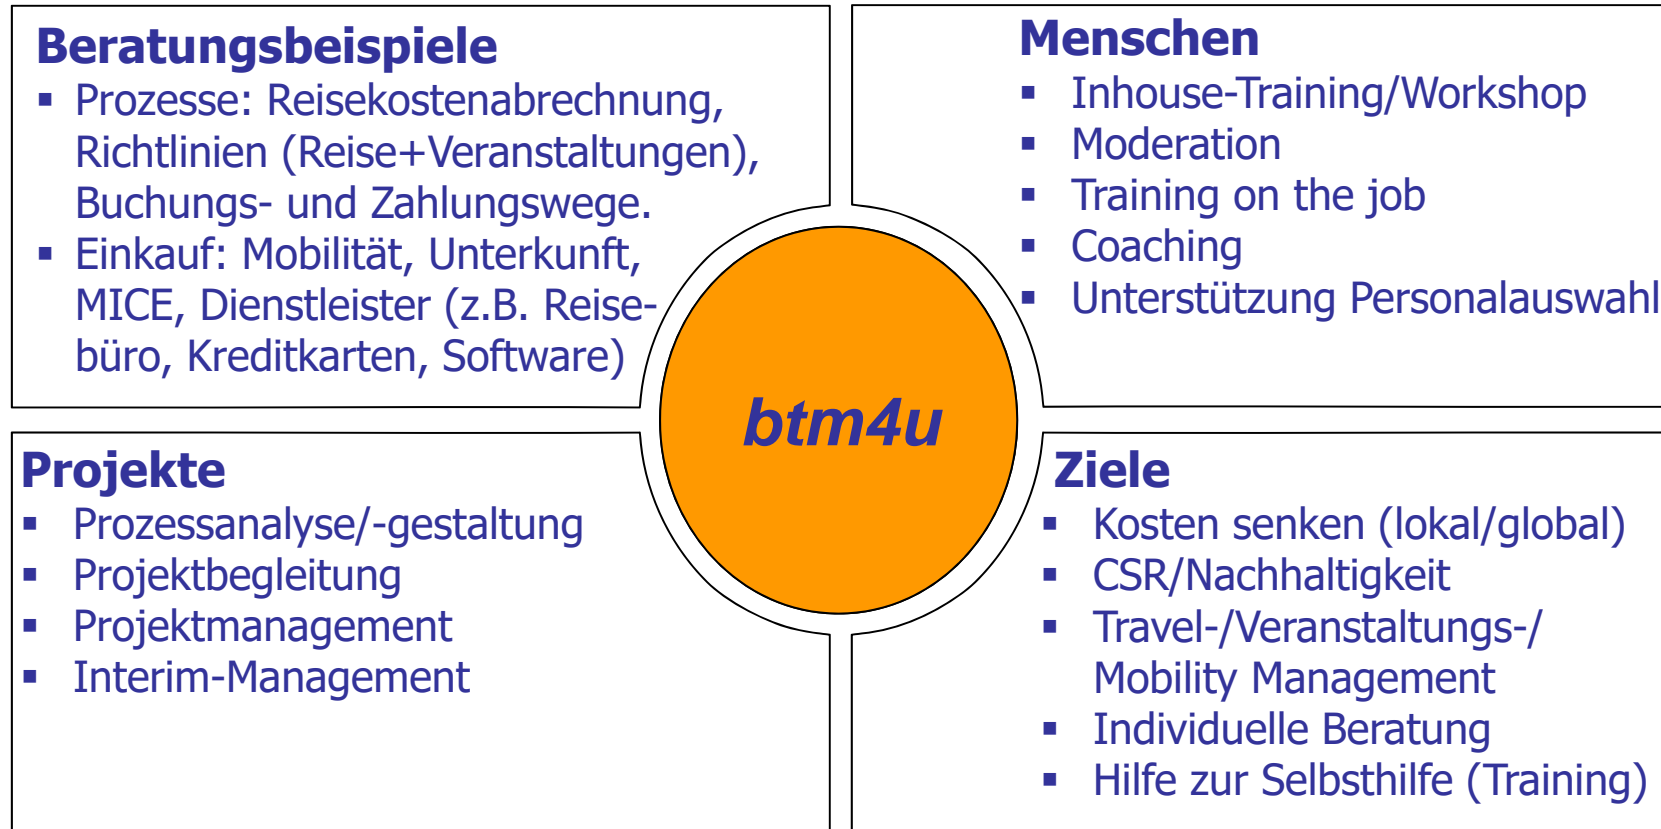 Beratungsbeispiele
▪ Prozesse: Reisekostenabrechnung,
Richtlinien (Reise+Veranstaltungen),
Buchungs- und Zahlungswege.
▪ Einkauf: Mobilität, Unterkunft,
MICE, Dienstleister (z.B. Reise-
büro, Kreditkarten, Software)
Menschen
▪ Inhouse-Training/Workshop
▪ Moderation
▪ Training on the job
▪ Coaching
▪ Unterstützung Personalauswahl
btm4u
Projekte
▪ Prozessanalyse/-gestaltung
▪ Projektbegleitung
▪ Projektmanagement
▪ Interim-Management
Ziele
▪ Kosten senken (lokal/global)
▪ CSR/Nachhaltigkeit
▪ Travel-/Veranstaltungs-/
Mobility Management
▪ Individuelle Beratung
▪ Hilfe zur Selbsthilfe (Training)